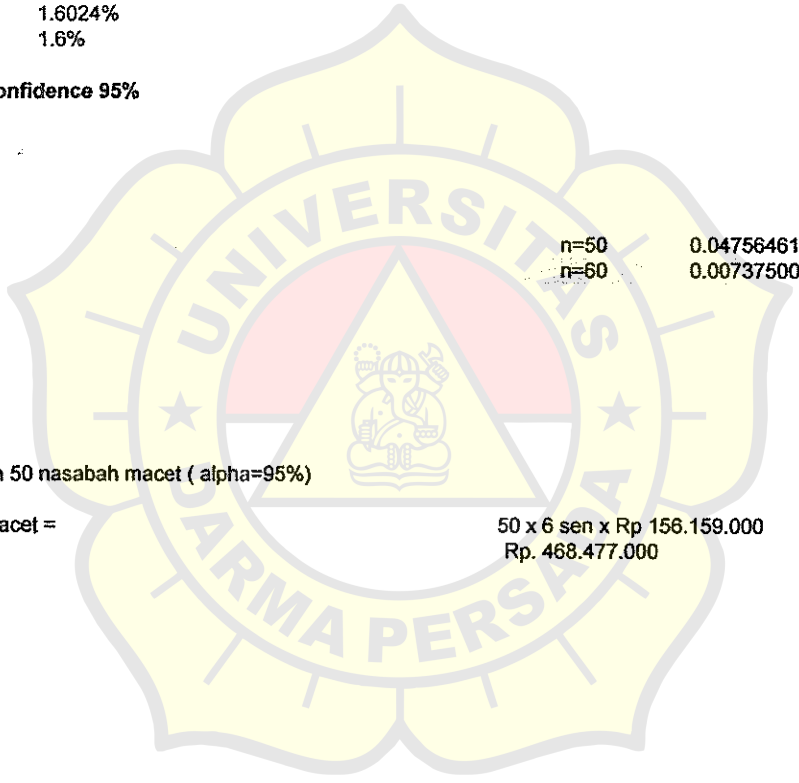 1.6024%
1.6%
onfidence 95%
n=50 0.04756461
n=60 0.00737500
50 nasabah macet ( alpha=95%)
acet = 50 x 6 sen x Rp 156.159.000
Rp. 468.477.000
UNIVERSITAS
DARMA PERSADA